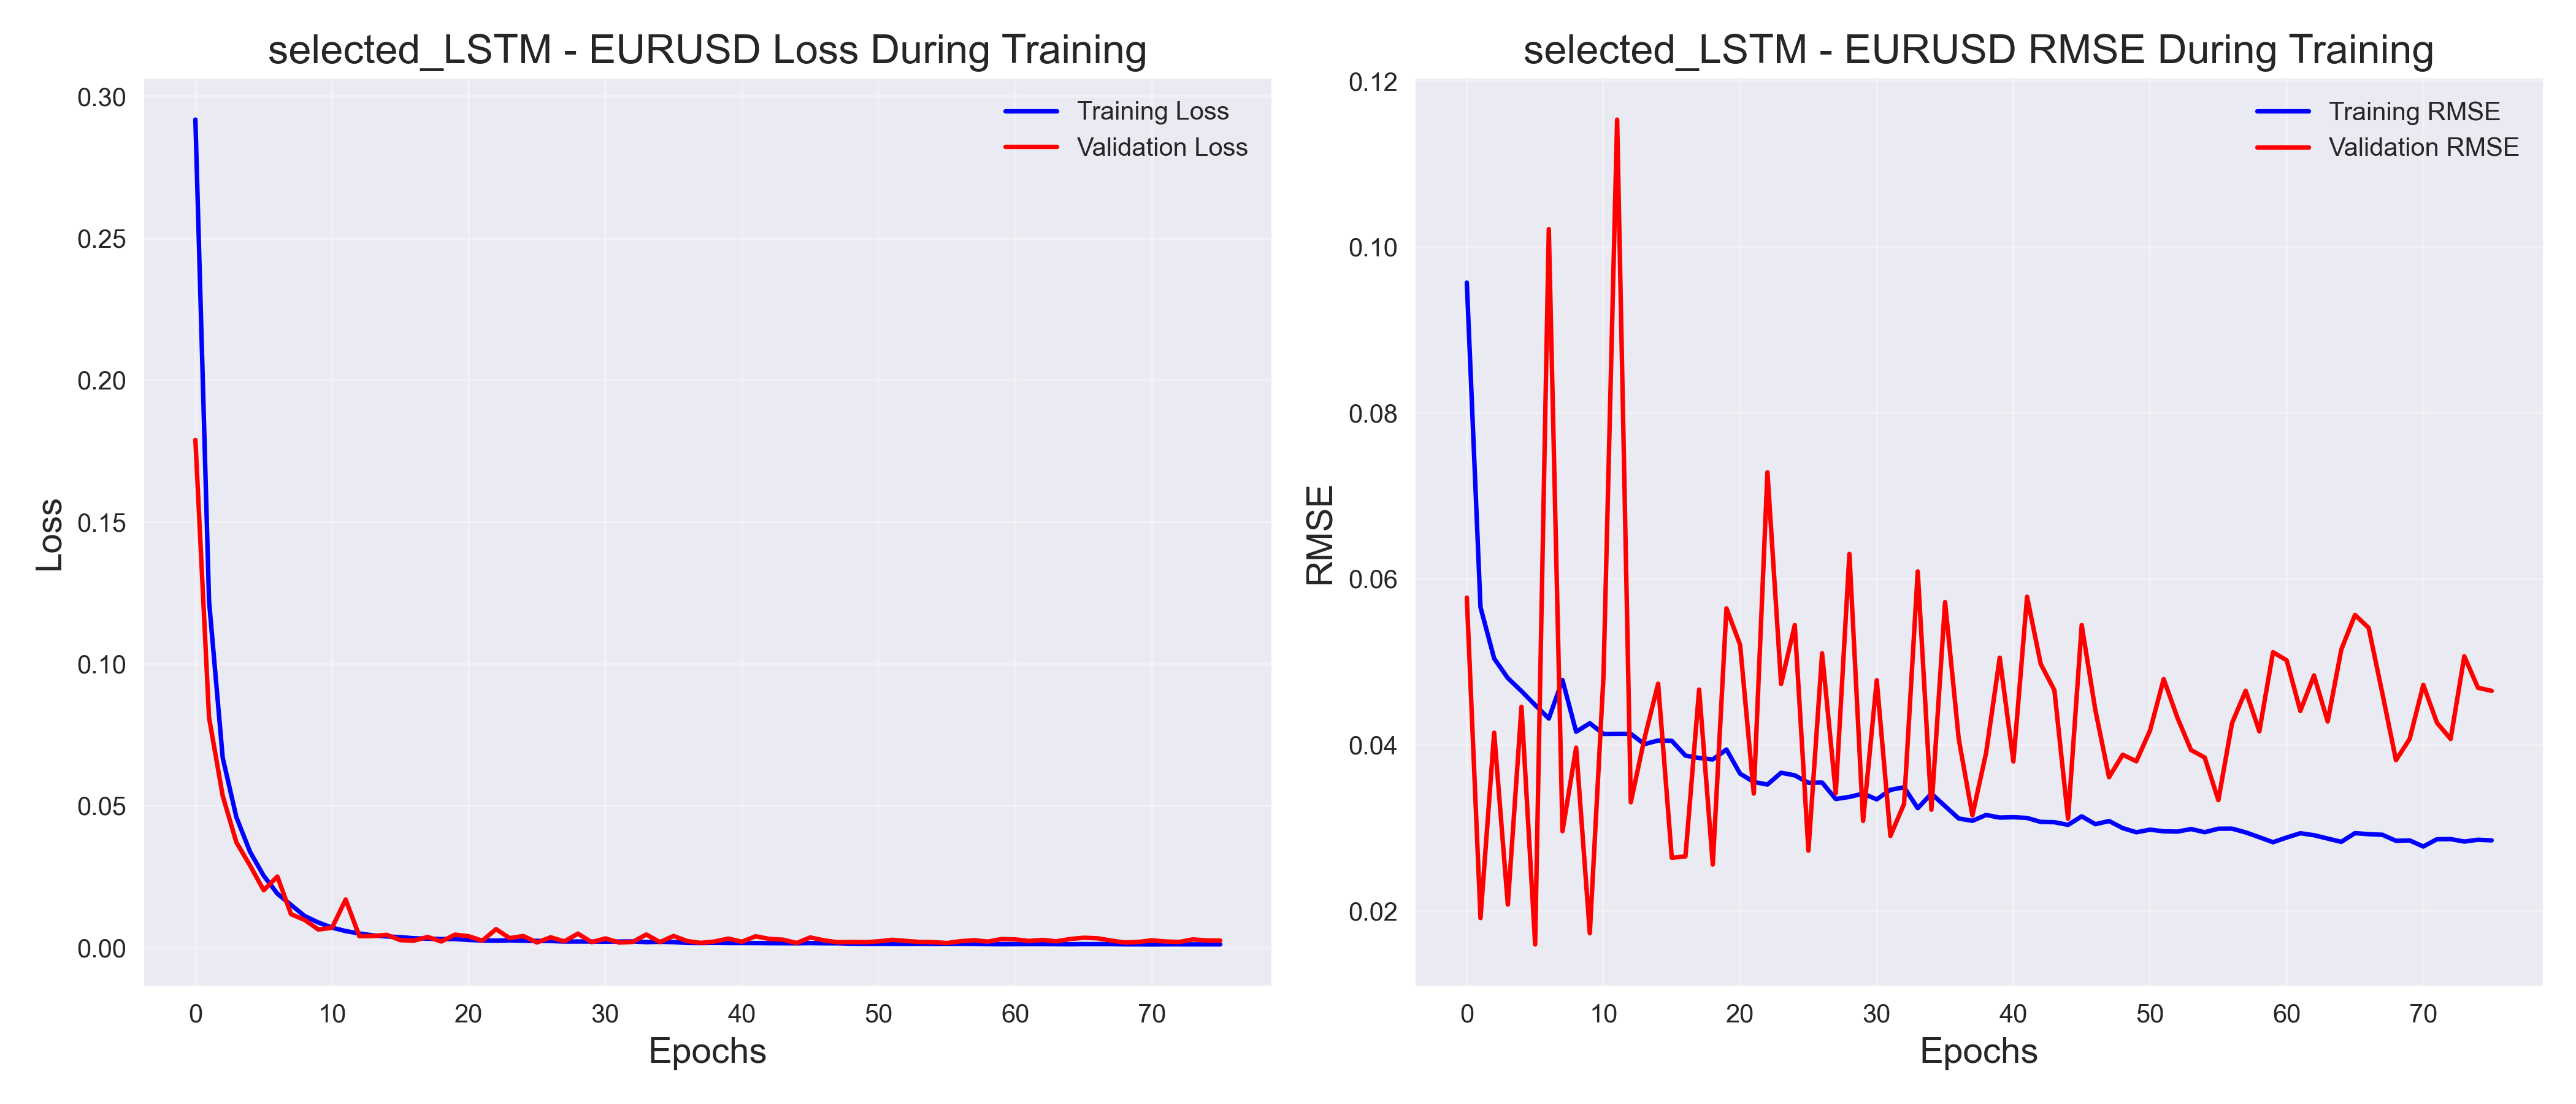 selected_LSTM - EURUSD Loss During Training
0.30
0.25
0.20
0.15
0.10
0.05
0.00
Loss
Training Loss
Validation Loss
0 10 20 30 40 50 60 70
Epochs
selected_LSTM - EURUSD RMSE During Training
0.12
0.10
0.08
0.06
0.04
0.02
RMSE
Training RMSE
Validation RMSE
0 10 20 30 40 50 60 70
Epochs